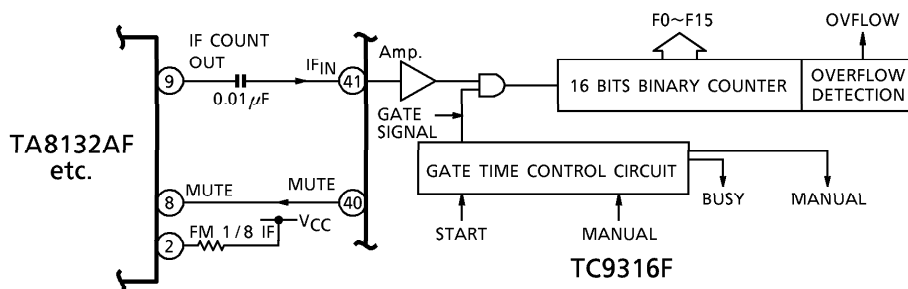 F0~F15
OVFLOW
IF COUNT
OUT
9
0.01μF
IFIN
41
Amp.
16 BITS BINARY COUNTER
OVERFLOW
DETECTION
GATE
SIGNAL
TA8132AF
etc.
GATE TIME CONTROL CIRCUIT
8
MUTE
MUTE
40
BUSY
MANUAL
2
FM 1/8 IF
VCC
START
MANUAL
TC9316F